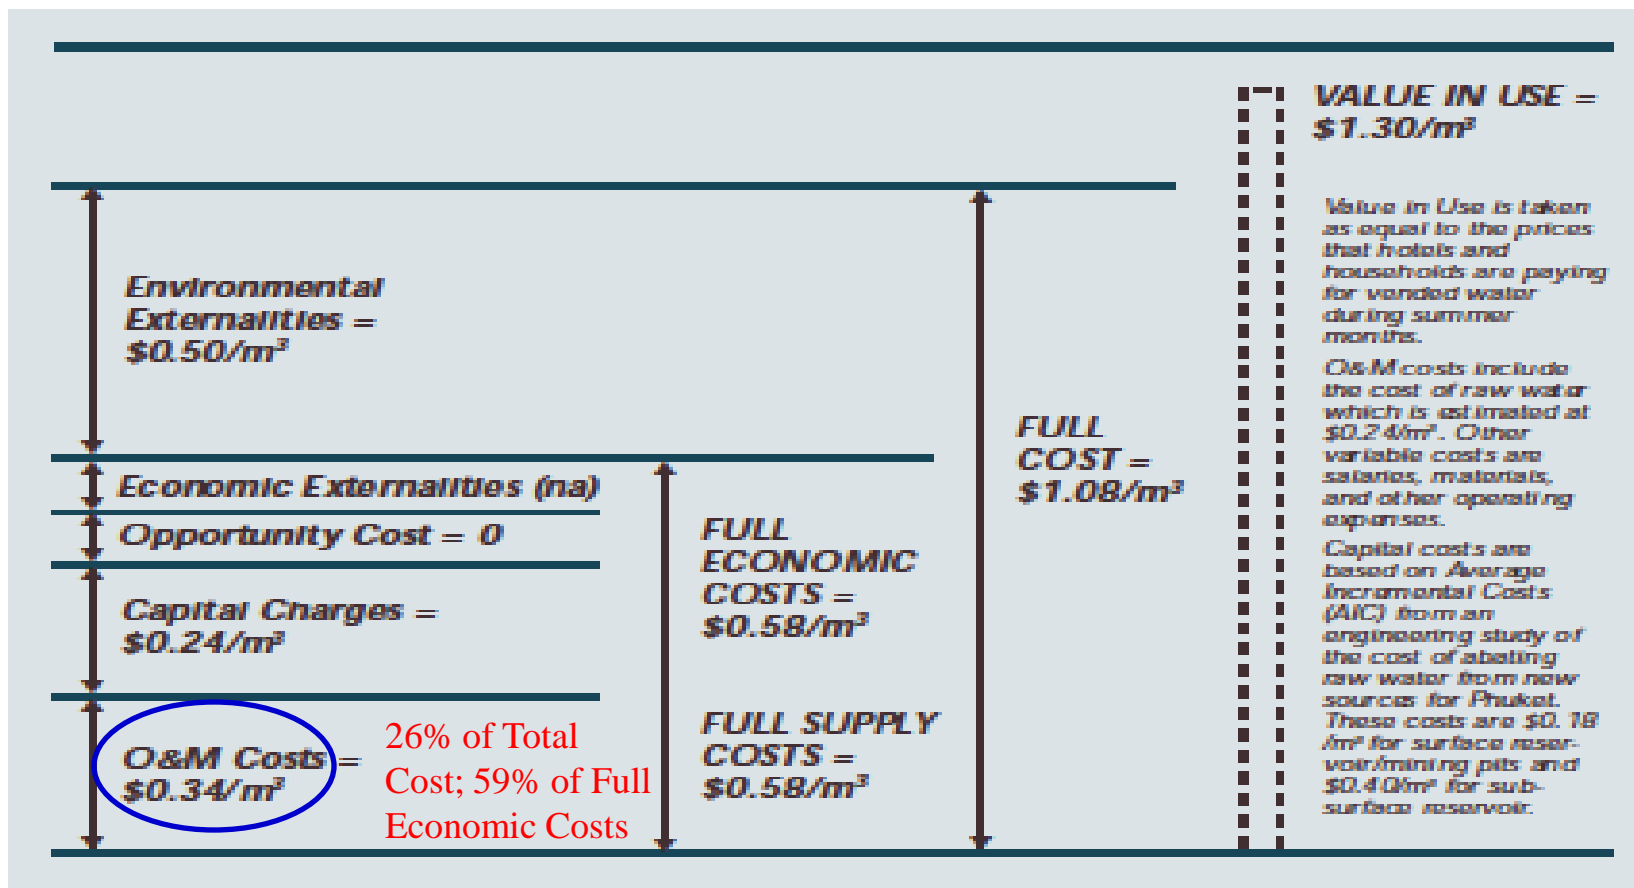 VALUE IN USE =
$1.30/m³
Value in Use is taken
as equal to the prices
that hotels and
households are paying
for vended water
during summer
months.
O&M costs include
the cost of raw water
which is estimated at
$0.24/m³. Other
variable costs are
salaries, materials,
and other operating
expenses.
Capital costs are
based on Average
Incremental Costs
(AIC) from an
engineering study of
the cost of abating
raw water from new
sources for Phuket.
These costs are $0.18
/m³ for surface reser-
voir/mining pits and
$0.40/m³ for sub-
surface reservoir.
Environmental
Externalities =
$0.50/m³
Economic Externalities (na)
Opportunity Cost = 0
Capital Charges =
$0.24/m³
O&M Costs =
$0.34/m³
26% of Total
Cost; 59% of Full
Economic Costs
FULL
ECONOMIC
COSTS =
$0.58/m³
FULL SUPPLY
COSTS =
$0.58/m³
FULL
COST =
$1.08/m³